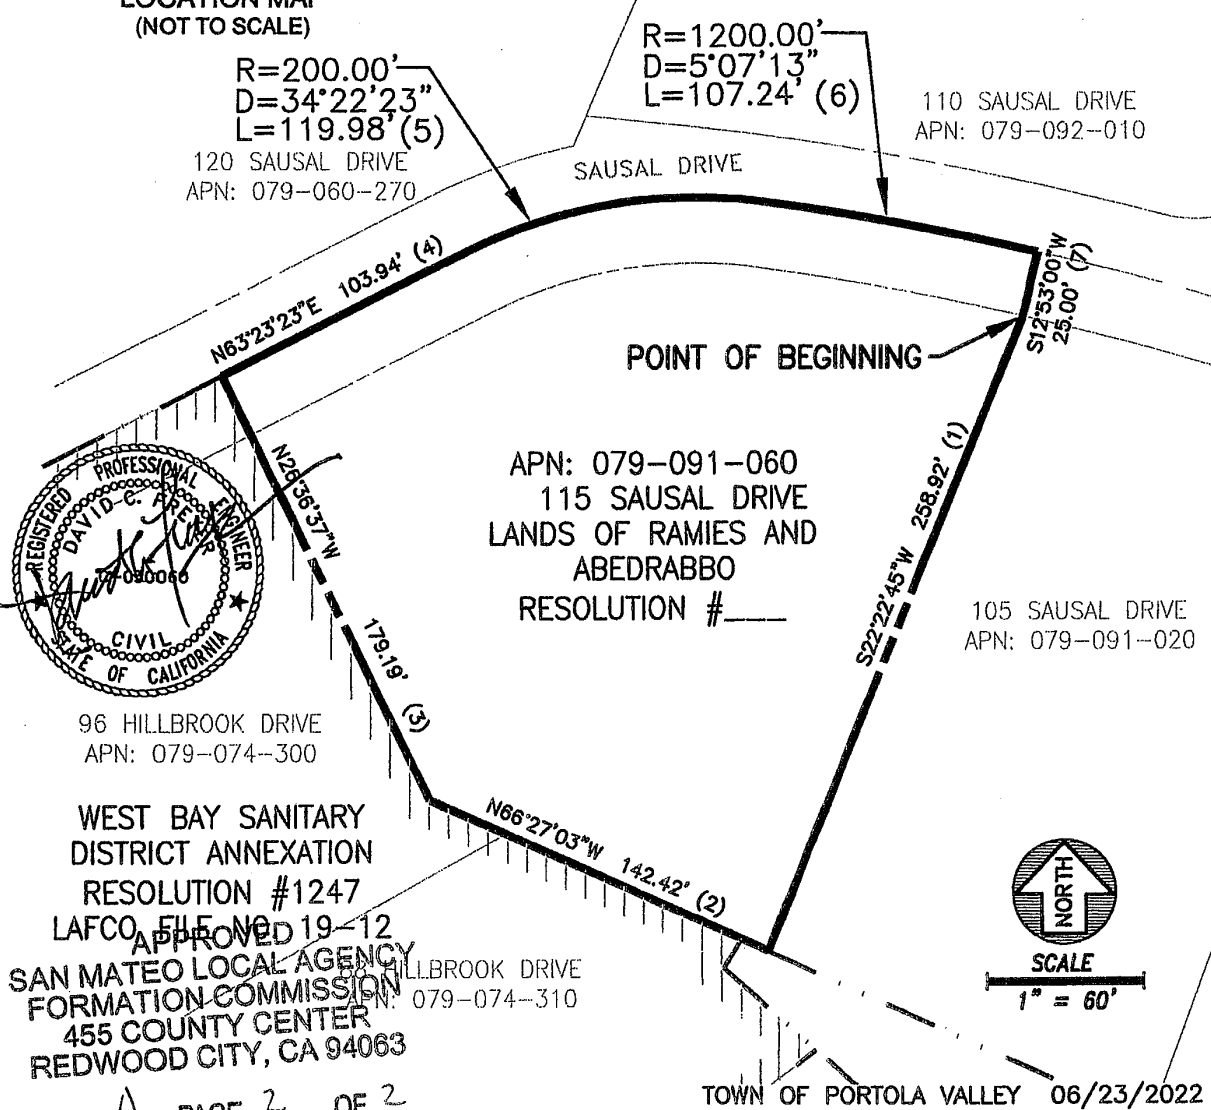 LOCATION MAP
(NOT TO SCALE)
R=200.00'
D=34°22'23"
L=119.98' (5)
R=1200.00'
D=5°07'13"
L=107.24' (6)
110 SAUSAL DRIVE
APN: 079-092-010
120 SAUSAL DRIVE
APN: 079-060-270
SAUSAL DRIVE
N63°23'23"E 103.94' (4)
S12°53'00"W
25.00' (7)
POINT OF BEGINNING
N26°36'37"W
179.19' (3)
S22°22'45"W 258.92' (1)
APN: 079-091-060
115 SAUSAL DRIVE
LANDS OF RAMIES AND
ABEDRABBO
RESOLUTION #___
REGISTERED PROFESSIONAL ENGINEER
DAVID C.
CIVIL
STATE OF CALIFORNIA
105 SAUSAL DRIVE
APN: 079-091-020
96 HILLBROOK DRIVE
APN: 079-074-300
N66°27'03"W 142.42' (2)
WEST BAY SANITARY
DISTRICT ANNEXATION
RESOLUTION #1247
LAFCO FILE NO. 19-12
APPROVED
SAN MATEO LOCAL AGENCY
FORMATION COMMISSION
455 COUNTY CENTER
REDWOOD CITY, CA 94063
HILLBROOK DRIVE
APN: 079-074-310
NORTH
SCALE
1" = 60'
PAGE 2 OF 2
TOWN OF PORTOLA VALLEY 06/23/2022